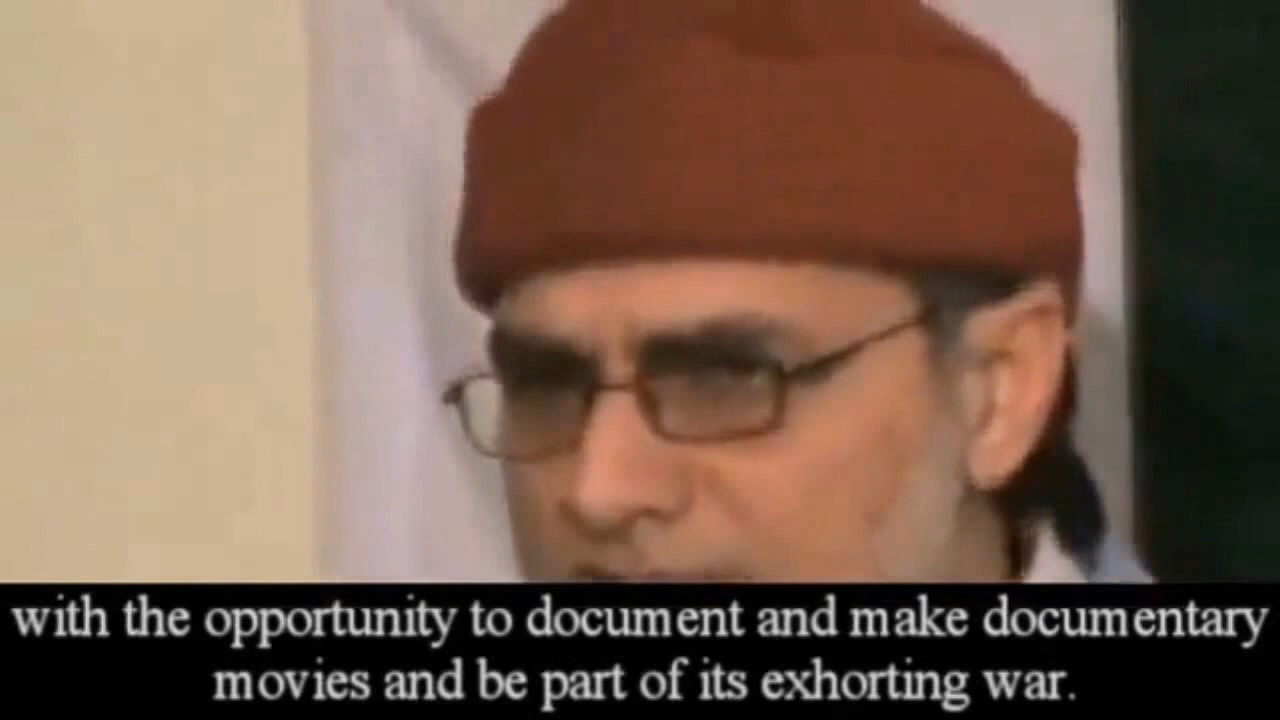 with the opportunity to document and make documentary
movies and be part of its exhorting war.